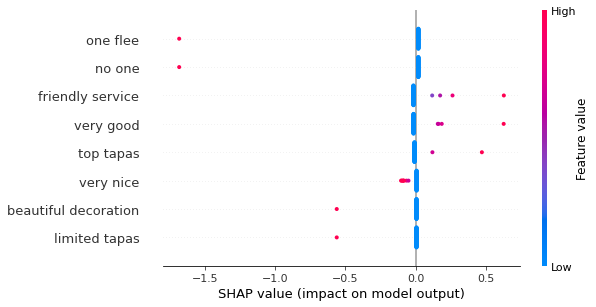 High
one flee
no one
friendly service
very good
top tapas
very nice
beautiful decoration
limited tapas
Feature value
Low
−1.5 −1.0 −0.5 0.0 0.5
SHAP value (impact on model output)